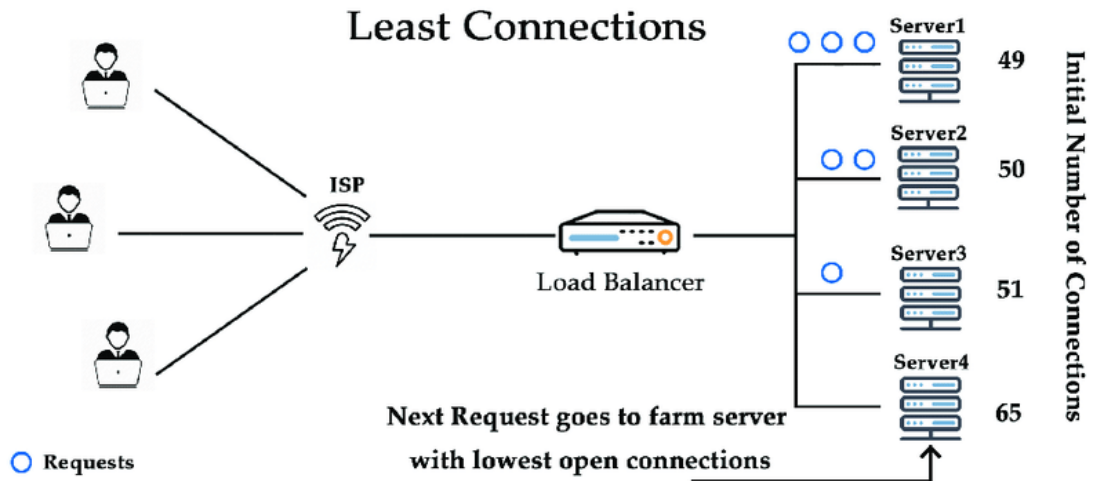 Least Connections
Server1
49
Server2
50
ISP
Load Balancer
Server3
51
Server4
65
Initial Number of Connections
Next Request goes to farm server
with lowest open connections
Requests